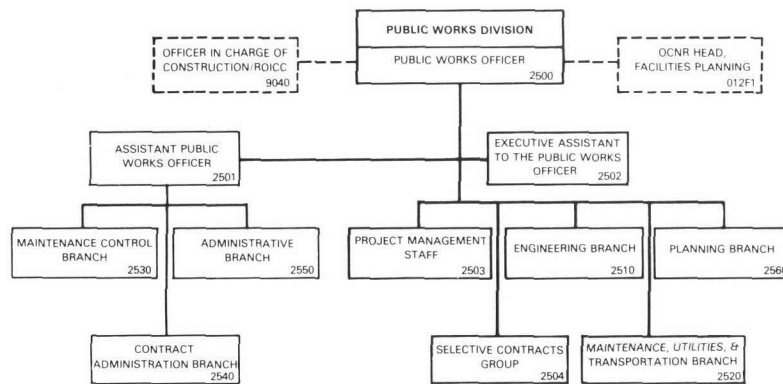 PUBLIC WORKS DIVISION
PUBLIC WORKS OFFICER
2500
OFFICER IN CHARGE OF
CONSTRUCTION/ROICC
9040
OCNR HEAD,
FACILITIES PLANNING
012F1
ASSISTANT PUBLIC
WORKS OFFICER
2501
EXECUTIVE ASSISTANT
TO THE PUBLIC WORKS
OFFICER
2502
MAINTENANCE CONTROL
BRANCH
2530
ADMINISTRATIVE
BRANCH
2550
PROJECT MANAGEMENT
STAFF
2503
ENGINEERING BRANCH
2510
PLANNING BRANCH
2560
CONTRACT
ADMINISTRATION BRANCH
2540
SELECTIVE CONTRACTS
GROUP
2504
MAINTENANCE, UTILITIES, &
TRANSPORTATION BRANCH
2520